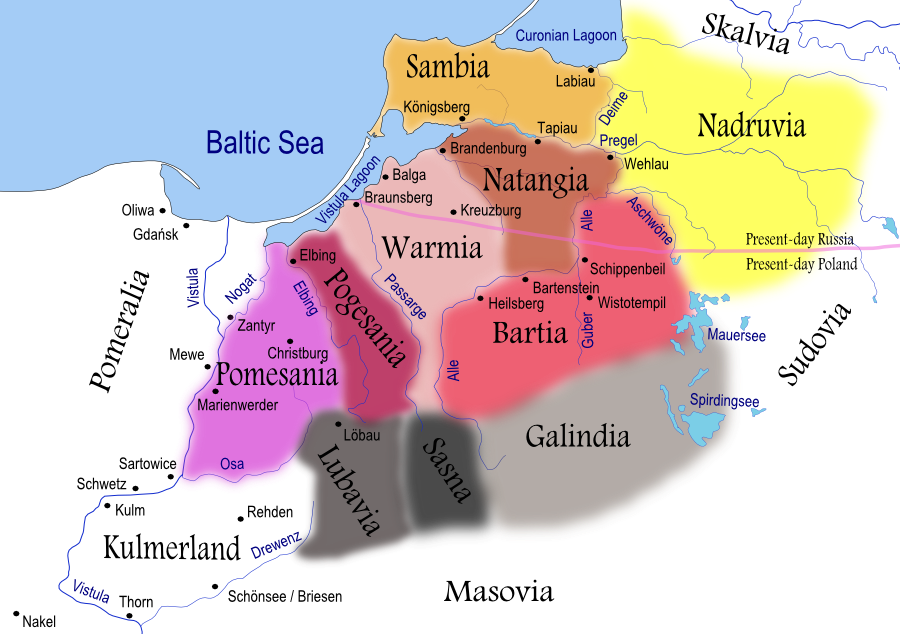 Skalvia
Curonian Lagoon
Sambia
Labiau
Königsberg
Deime
Tapiau
Nadruvia
Baltic Sea
Pregel
Brandenburg
Wehlau
Vistula Lagoon
Balga
Natangia
Braunsberg
Oliwa
Kreuzburg
Alle
Aschwöne
Gdańsk
Warmia
Present-day Russia
Elbing
Present-day Poland
Schippenbeil
Vistula
Nogat
Elbing
Pogesania
Passarge
Bartenstein
Heilsberg
Wistotempil
Pomeralia
Zantyr
Bartia
Guber
Mauersee
Sudovia
Mewe
Christburg
Pomesania
Alle
Marienwerder
Spirdingsee
Löbau
Galindia
Sartowice
Osa
Lubavia
Sasna
Schwetz
Kulm
Rehden
Kulmerland
Drewenz
Vistula
Thorn
Schönsee / Briesen
Masovia
Nakel